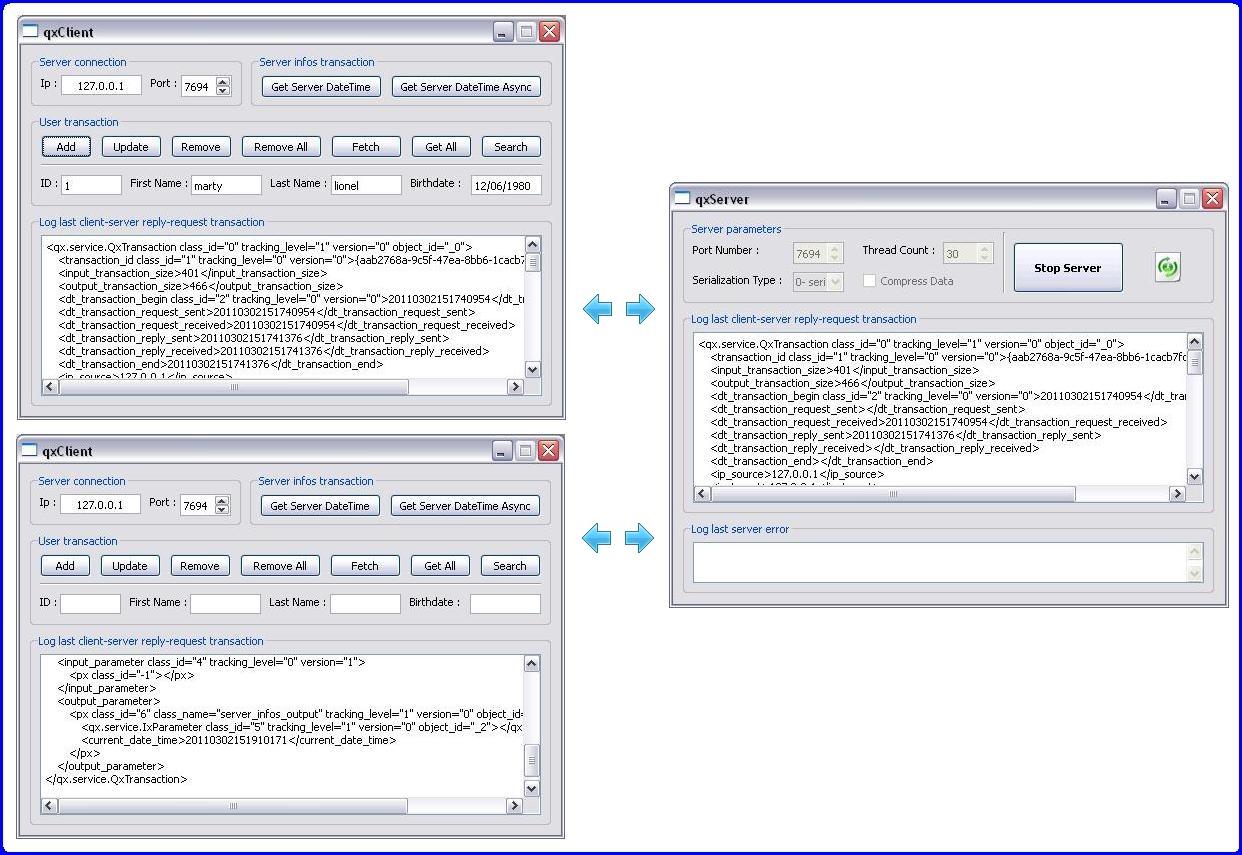 qxClient
Server connection
Ip : 127.0.0.1 Port : 7694
Server infos transaction
Get Server DateTime Get Server DateTime Async
User transaction
Add Update Remove Remove All Fetch Get All Search
ID : 1 First Name : marty Last Name : lionel Birthdate : 12/06/1980
Log last client-server reply-request transaction
<qx.service.QxTransaction class_id="0" tracking_level="1" version="0" object_id="_0">
<transaction_id class_id="1" tracking_level="0" version="0">{aab2768a-9c5f-47ea-8bb6-1cacb7
<input_transaction_size>401</input_transaction_size>
<output_transaction_size>466</output_transaction_size>
<dt_transaction_begin class_id="2" tracking_level="0" version="0">20110302151740954</dt_tr
<dt_transaction_request_sent>20110302151740954</dt_transaction_request_sent>
<dt_transaction_request_received>20110302151740954</dt_transaction_request_received>
<dt_transaction_reply_sent>20110302151741376</dt_transaction_reply_sent>
<dt_transaction_reply_received>20110302151741376</dt_transaction_reply_received>
<dt_transaction_end>20110302151741376</dt_transaction_end>
<ip_source>127.0.0.1</ip_source>
qxClient
Server connection
Ip : 127.0.0.1 Port : 7694
Server infos transaction
Get Server DateTime Get Server DateTime Async
User transaction
Add Update Remove Remove All Fetch Get All Search
ID : First Name : Last Name : Birthdate :
Log last client-server reply-request transaction
<input_parameter class_id="4" tracking_level="0" version="1">
<px class_id="-1"></px>
</input_parameter>
<output_parameter>
<px class_id="6" class_name="server_infos_output" tracking_level="1" version="0" object_id=
<qx.service.IxParameter class_id="5" tracking_level="1" version="0" object_id="_2"></qx
<current_date_time>20110302151910171</current_date_time>
</px>
</output_parameter>
</qx.service.QxTransaction>
qxServer
Server parameters
Port Number : 7694 Thread Count : 30
Serialization Type : 0- seri Compress Data
Stop Server
Log last client-server reply-request transaction
<qx.service.QxTransaction class_id="0" tracking_level="1" version="0" object_id="_0">
<transaction_id class_id="1" tracking_level="0" version="0">{aab2768a-9c5f-47ea-8bb6-1cacb7fc
<input_transaction_size>401</input_transaction_size>
<output_transaction_size>466</output_transaction_size>
<dt_transaction_begin class_id="2" tracking_level="0" version="0">20110302151740954</dt_tra
<dt_transaction_request_sent></dt_transaction_request_sent>
<dt_transaction_request_received>20110302151740954</dt_transaction_request_received>
<dt_transaction_reply_sent>20110302151741376</dt_transaction_reply_sent>
<dt_transaction_reply_received></dt_transaction_reply_received>
<dt_transaction_end></dt_transaction_end>
<ip_source>127.0.0.1</ip_source>
Log last server error